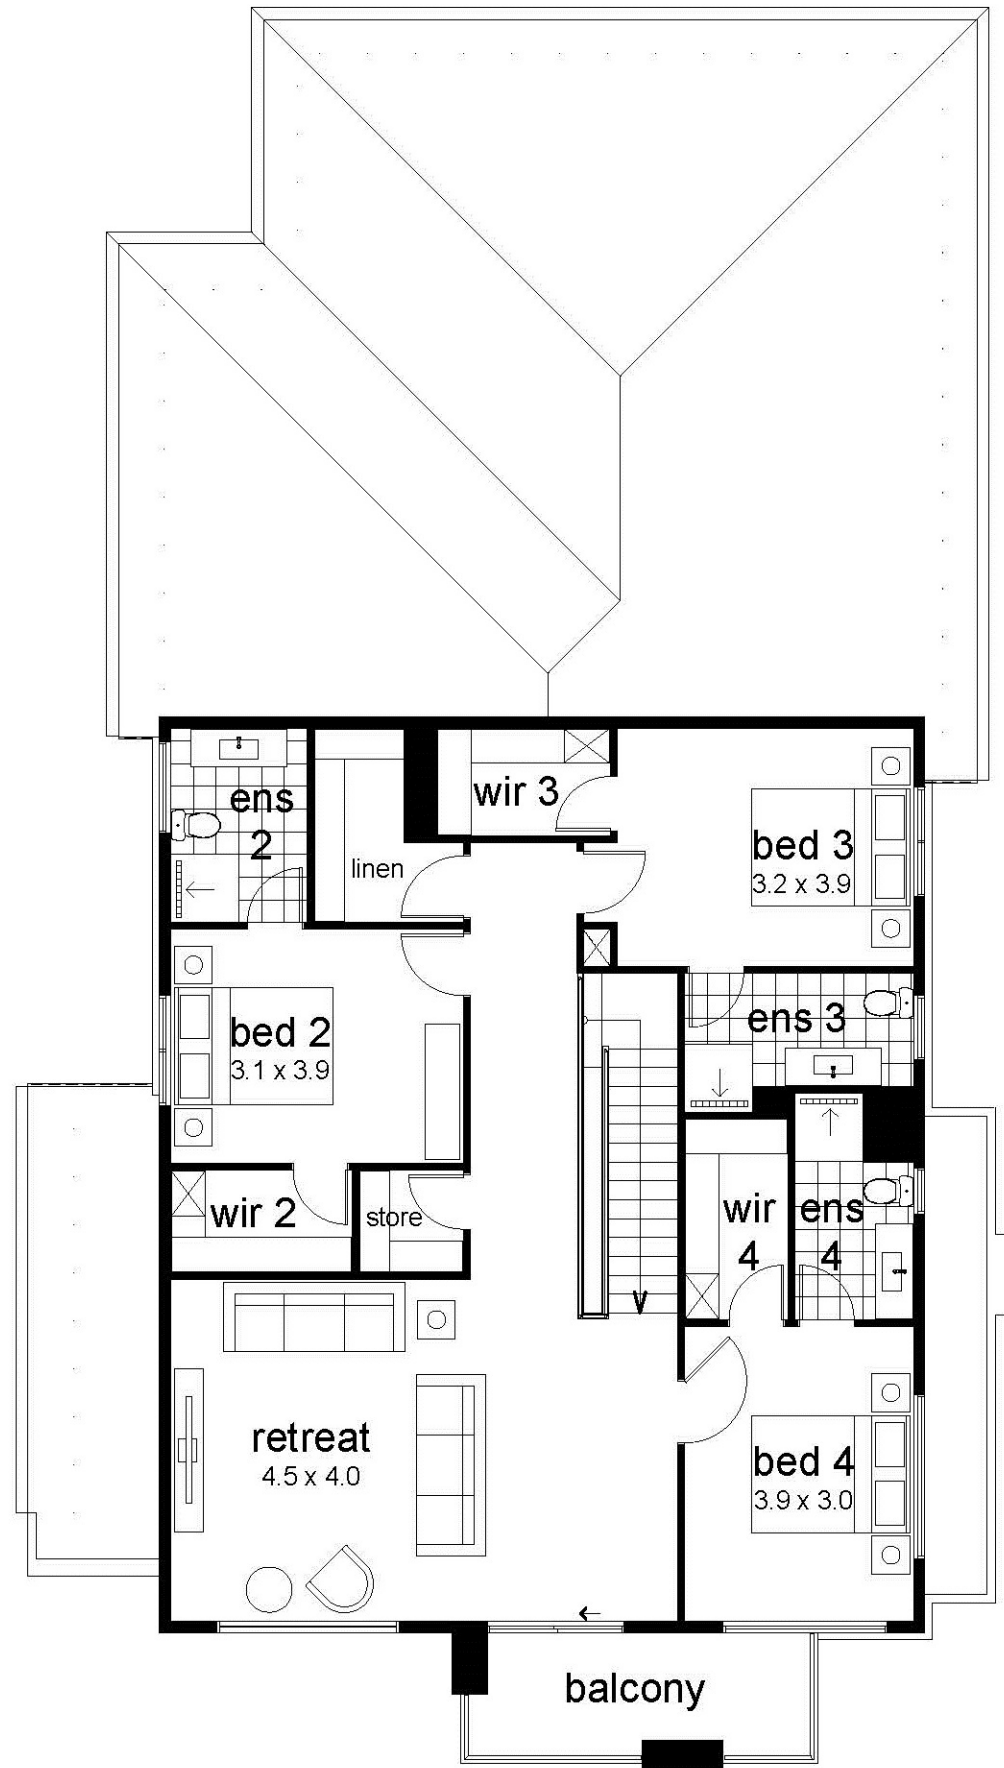 wir 3
ens
2
bed 3
3.2 x 3.9
linen
bed 2
3.1 x 3.9
ens 3
wir 2
store
wir
4
ens
4
retreat
4.5 x 4.0
bed 4
3.9 x 3.0
balcony